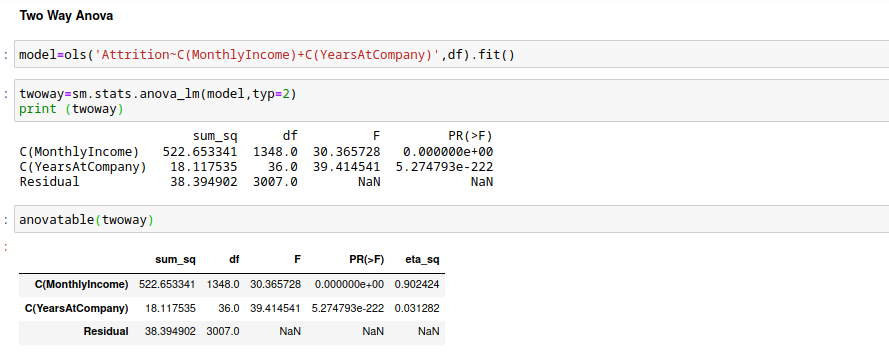 Two Way Anova
: model=ols('Attrition~C(MonthlyIncome)+C(YearsAtCompany)',df).fit()
: twoway=sm.stats.anova_lm(model,typ=2)
print (twoway)
sum_sq df F PR(>F)
C(MonthlyIncome) 522.653341 1348.0 30.365728 0.000000e+00
C(YearsAtCompany) 18.117535 36.0 39.414541 5.274793e-222
Residual 38.394902 3007.0 NaN NaN
: anovatable(twoway)
:
sum_sq df F PR(>F) eta_sq
C(MonthlyIncome) 522.653341 1348.0 30.365728 0.000000e+00 0.902424
C(YearsAtCompany) 18.117535 36.0 39.414541 5.274793e-222 0.031282
Residual 38.394902 3007.0 NaN NaN NaN